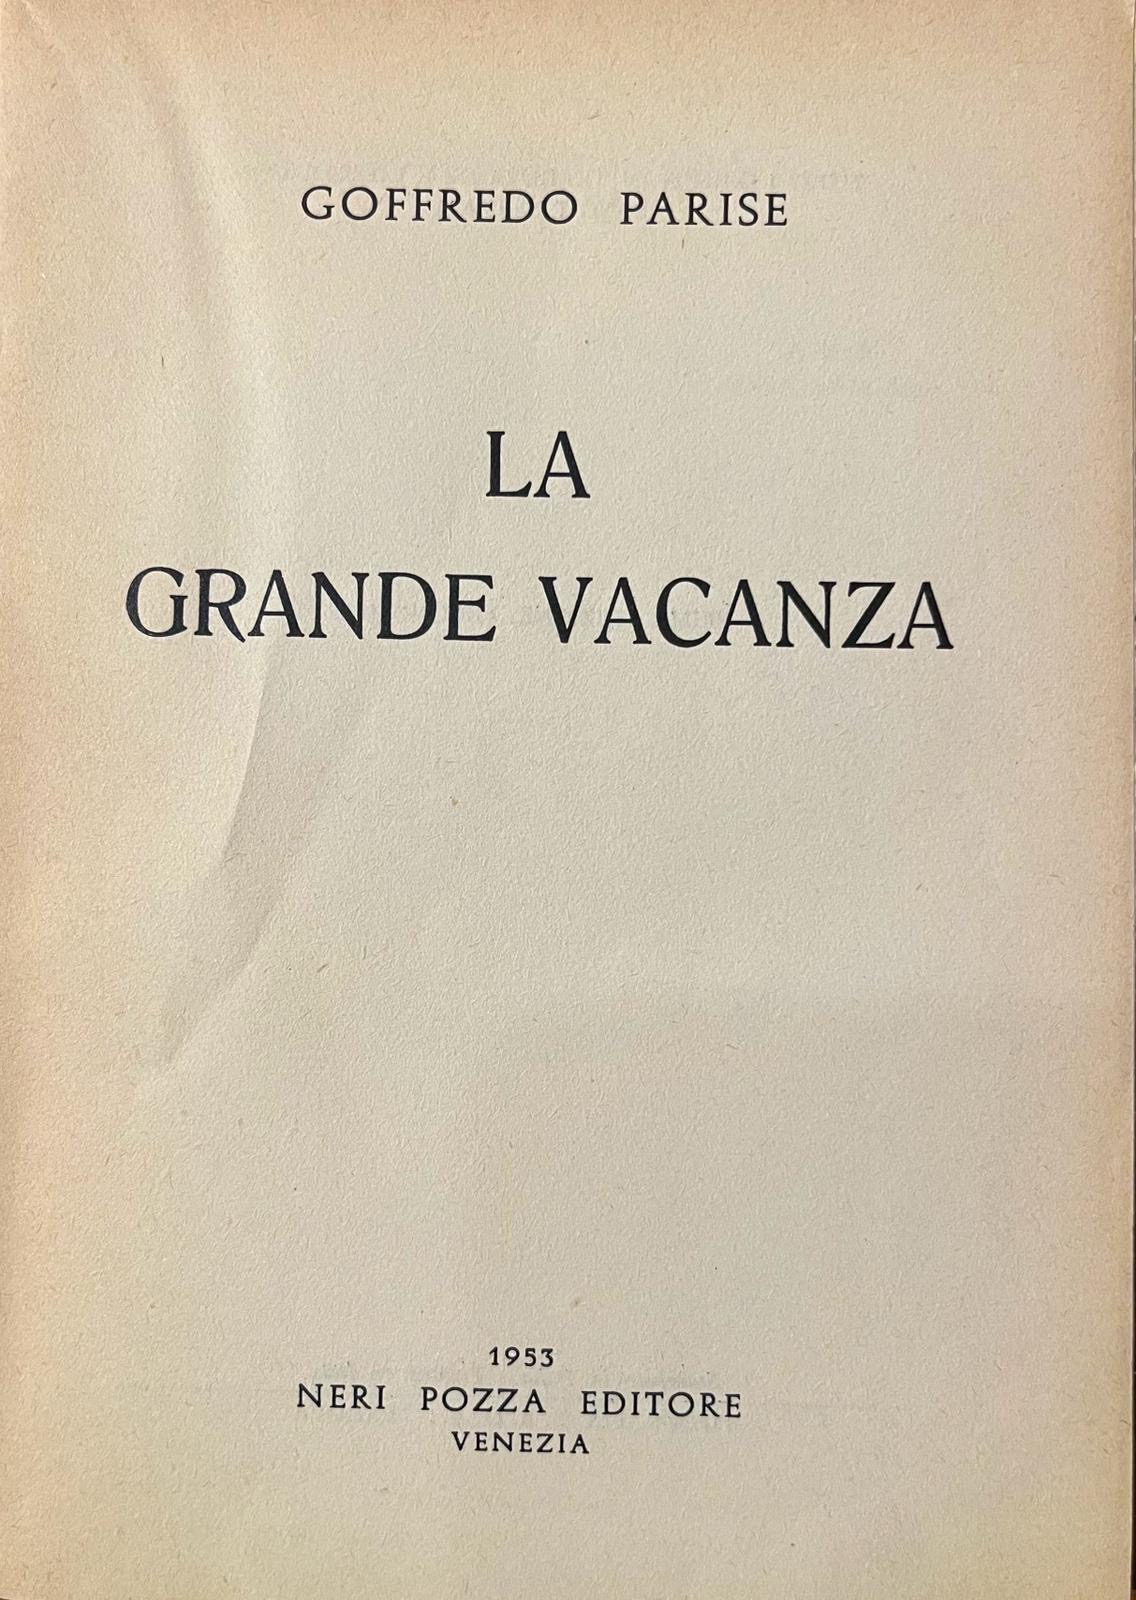 GOFFREDO PARISE
LA
GRANDE VACANZA
1953
NERI POZZA EDITORE
VENEZIA